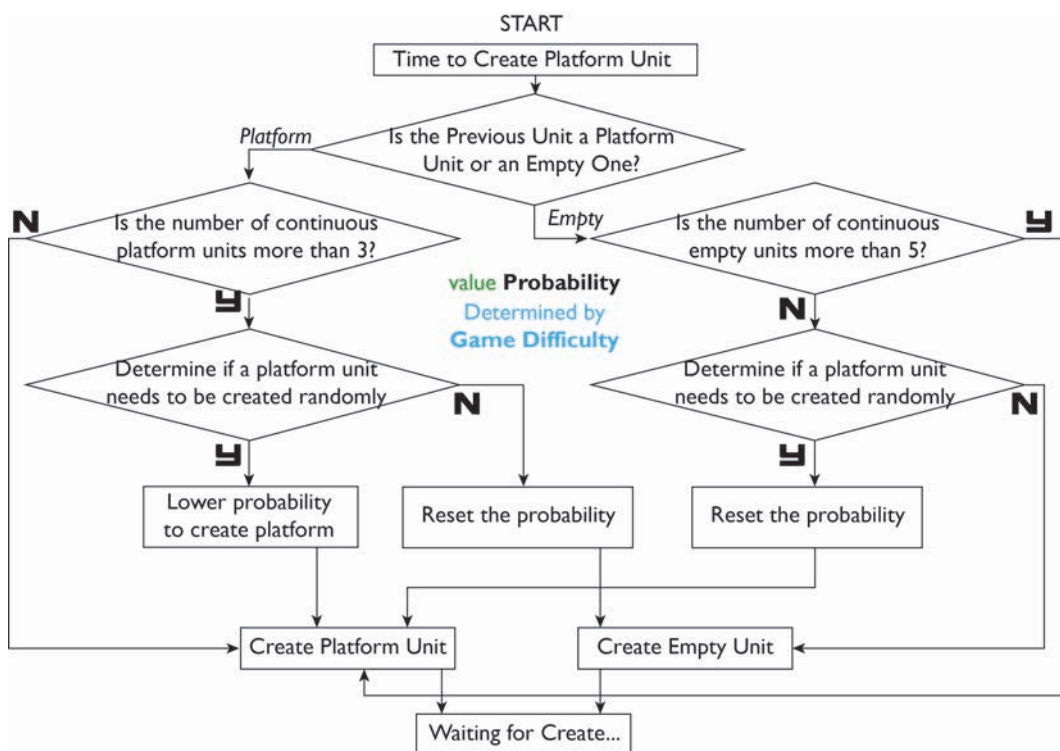 START
Time to Create Platform Unit
Is the Previous Unit a Platform
Unit or an Empty One?
Platform
Empty
N
Is the number of continuous
platform units more than 3?
Y
Is the number of continuous
empty units more than 5?
Y
N
value Probability
Determined by
Game Difficulty
Determine if a platform unit
needs to be created randomly
N
Y
Determine if a platform unit
needs to be created randomly
N
Y
Lower probability
to create platform
Reset the probability
Reset the probability
Create Platform Unit
Create Empty Unit
Waiting for Create...